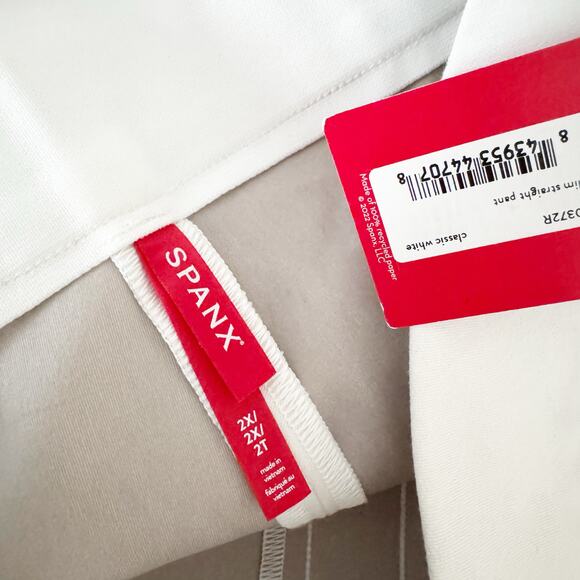 SPANX®
2X/
2X/
2T
made in
vietnam
fabriqué au
vietnam
8 43953 44707 8
slim straight pant
0372R
classic white
Made of 100% recycled paper
© 2022 Spanx, LLC